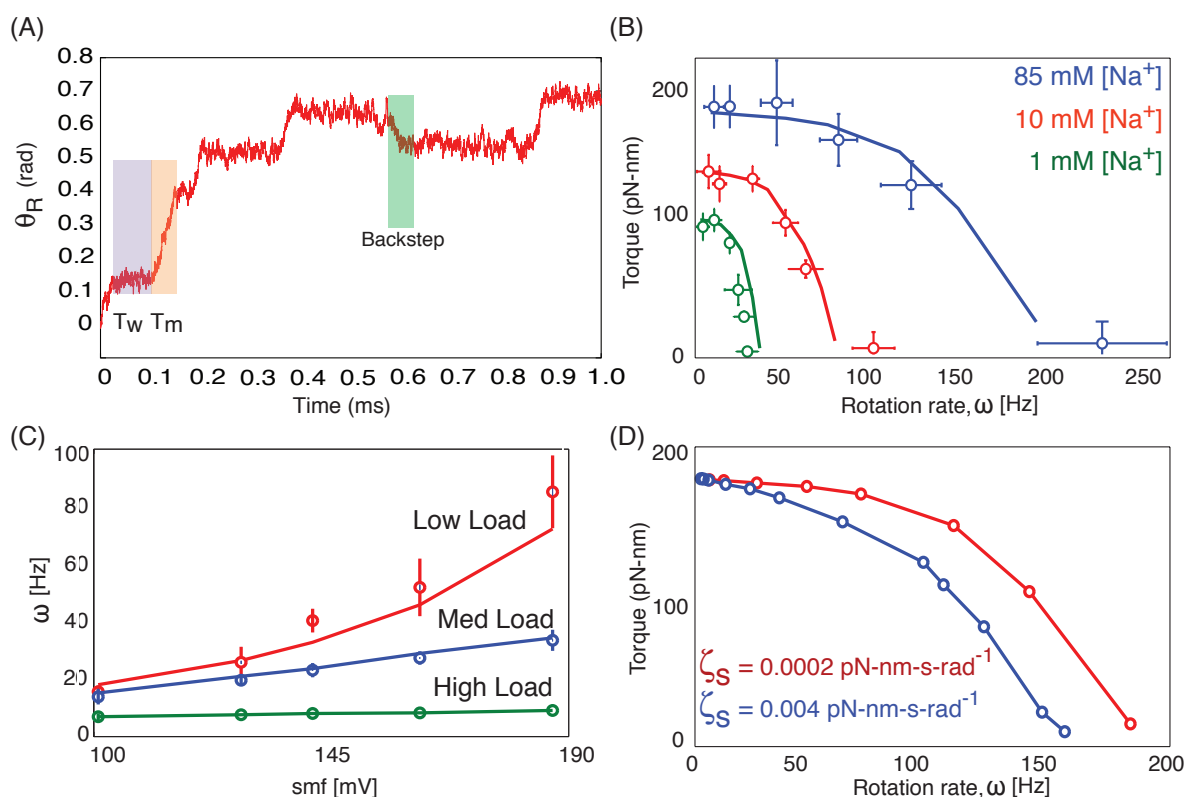 (A)
θR (rad)
0.8
0.7
0.6
0.5
0.4
0.3
0.2
0.1
0
Tw Tm
Backstep
0 0.1 0.2 0.3 0.4 0.5 0.6 0.7 0.8 0.9 1.0
Time (ms)
(B)
Torque (pN-nm)
200
100
0
85 mM [Na+]
10 mM [Na+]
1 mM [Na+]
0 50 100 150 200 250
Rotation rate, ω [Hz]
(C)
ω [Hz]
100
80
60
40
20
0
Low Load
Med Load
High Load
100 145 190
smf [mV]
(D)
Torque (pN-nm)
200
100
0
ζS = 0.0002 pN-nm-s-rad-1
ζS = 0.004 pN-nm-s-rad-1
0 50 100 150 200
Rotation rate, ω [Hz]